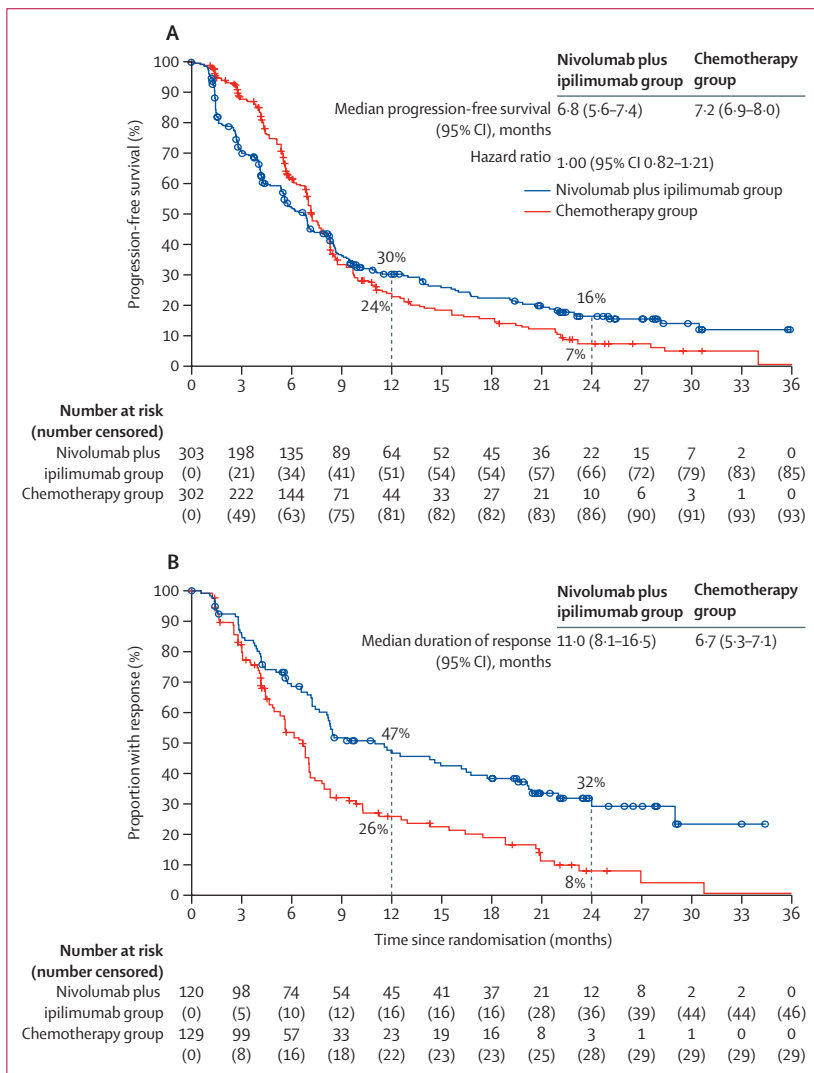 A
Nivolumab plus ipilimumab group
Chemotherapy group
Median progression-free survival (95% CI), months
6·8 (5·6–7·4)
7·2 (6·9–8·0)
Hazard ratio
1·00 (95% CI 0·82–1·21)
Nivolumab plus ipilimumab group
Chemotherapy group
Progression-free survival (%)
100
90
80
70
60
50
40
30
20
10
0
30%
24%
16%
7%
0 3 6 9 12 15 18 21 24 27 30 33 36
Number at risk
(number censored)
Nivolumab plus 303 198 135 89 64 52 45 36 22 15 7 2 0
ipilimumab group (0) (21) (34) (41) (51) (54) (54) (57) (66) (72) (79) (83) (85)
Chemotherapy group 302 222 144 71 44 33 27 21 10 6 3 1 0
(0) (49) (63) (75) (81) (82) (82) (83) (86) (90) (91) (93) (93)
B
Nivolumab plus ipilimumab group
Chemotherapy group
Median duration of response (95% CI), months
11·0 (8·1–16·5)
6·7 (5·3–7·1)
Proportion with response (%)
100
90
80
70
60
50
40
30
20
10
0
47%
26%
32%
8%
0 3 6 9 12 15 18 21 24 27 30 33 36
Time since randomisation (months)
Number at risk
(number censored)
Nivolumab plus 120 98 74 54 45 41 37 21 12 8 2 2 0
ipilimumab group (0) (5) (10) (12) (16) (16) (16) (28) (36) (39) (44) (44) (46)
Chemotherapy group 129 99 57 33 23 19 16 8 3 1 1 0 0
(0) (8) (16) (18) (22) (23) (23) (25) (28) (29) (29) (29) (29)